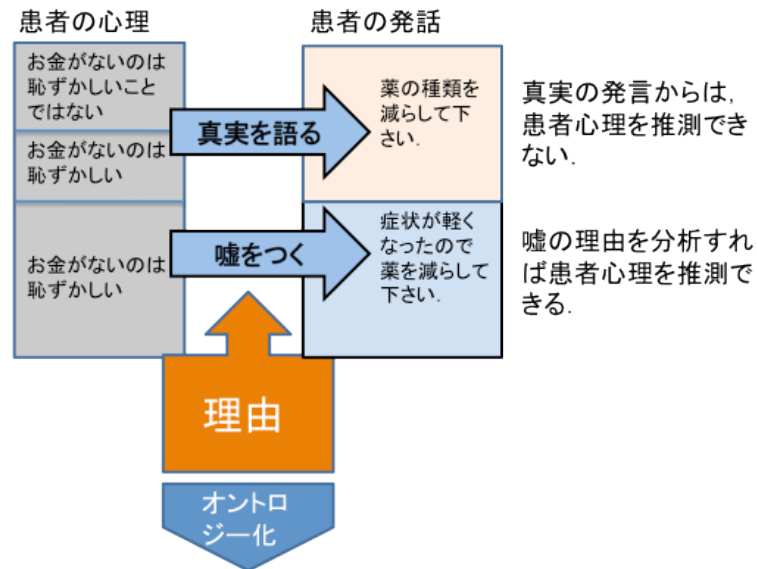 患者の心理
患者の発話
お金がないのは
恥ずかしいこと
ではない
お金がないのは
恥ずかしい
お金がないのは
恥ずかしい
真実を語る
嘘をつく
薬の種類を
減らして下
さい.
症状が軽く
なったので
薬を減らして
下さい.
真実の発言からは,
患者心理を推測でき
ない.
嘘の理由を分析すれ
ば患者心理を推測で
きる.
理由
オントロ
ジー化